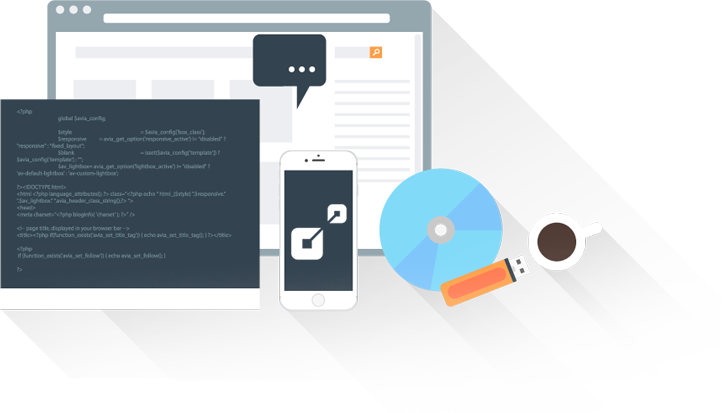 <?php
global $avia_config;
$style = $avia_config['box_class'];
$responsive = avia_get_option('responsive_active') != "disabled" ?
"responsive" : "fixed_layout";
$blank = isset($avia_config['template']) ?
$avia_config['template'] : "";
$av_lightbox = avia_get_option('lightbox_active') != "disabled" ?
'av-default-lightbox' : 'av-custom-lightbox';
?><!DOCTYPE html>
<html <?php language_attributes(); ?> class="<?php echo " html_{$style} ".$responsive."
".$av_lightbox." ".avia_header_class_string();?> ">
<head>
<meta charset="<?php bloginfo( 'charset' ); ?>" />
<!-- page title, displayed in your browser bar -->
<title><?php if(function_exists('avia_set_title_tag')) { echo avia_set_title_tag(); } ?></title>
<?php
if (function_exists('avia_set_follow')) { echo avia_set_follow(); }
?>